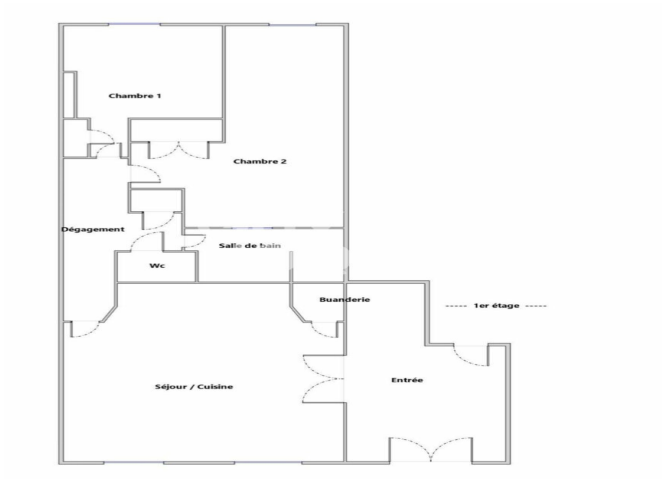 Chambre 1
Chambre 2
Dégagement
Salle de bain
Wc
Buanderie
1er étage
Séjour / Cuisine
Entrée